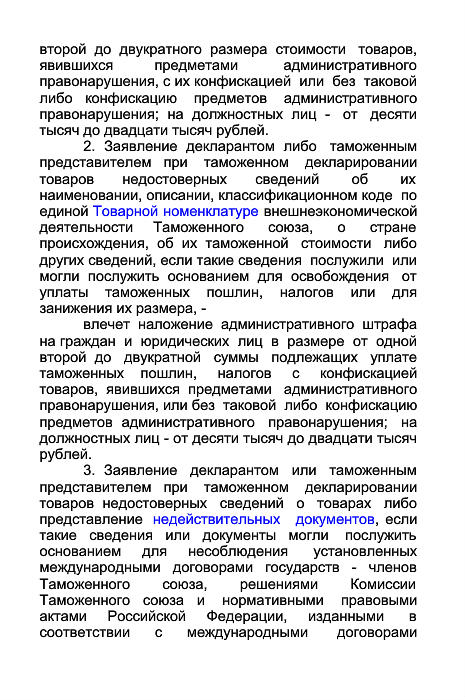 второй до двукратного размера стоимости товаров,
явившихся предметами административного
правонарушения, с их конфискацией или без таковой
либо конфискацию предметов административного
правонарушения; на должностных лиц - от десяти
тысяч до двадцати тысяч рублей.
2. Заявление декларантом либо таможенным
представителем при таможенном декларировании
товаров недостоверных сведений об их
наименовании, описании, классификационном коде по
единой Товарной номенклатуре внешнеэкономической
деятельности Таможенного союза, о стране
происхождения, об их таможенной стоимости либо
других сведений, если такие сведения послужили или
могли послужить основанием для освобождения от
уплаты таможенных пошлин, налогов или для
занижения их размера, -
влечет наложение административного штрафа
на граждан и юридических лиц в размере от одной
второй до двукратной суммы подлежащих уплате
таможенных пошлин, налогов с конфискацией
товаров, явившихся предметами административного
правонарушения, или без таковой либо конфискацию
предметов административного правонарушения; на
должностных лиц - от десяти тысяч до двадцати тысяч
рублей.
3. Заявление декларантом или таможенным
представителем при таможенном декларировании
товаров недостоверных сведений о товарах либо
представление недействительных документов, если
такие сведения или документы могли послужить
основанием для несоблюдения установленных
международными договорами государств - членов
Таможенного союза, решениями Комиссии
Таможенного союза и нормативными правовыми
актами Российской Федерации, изданными в
соответствии с международными договорами